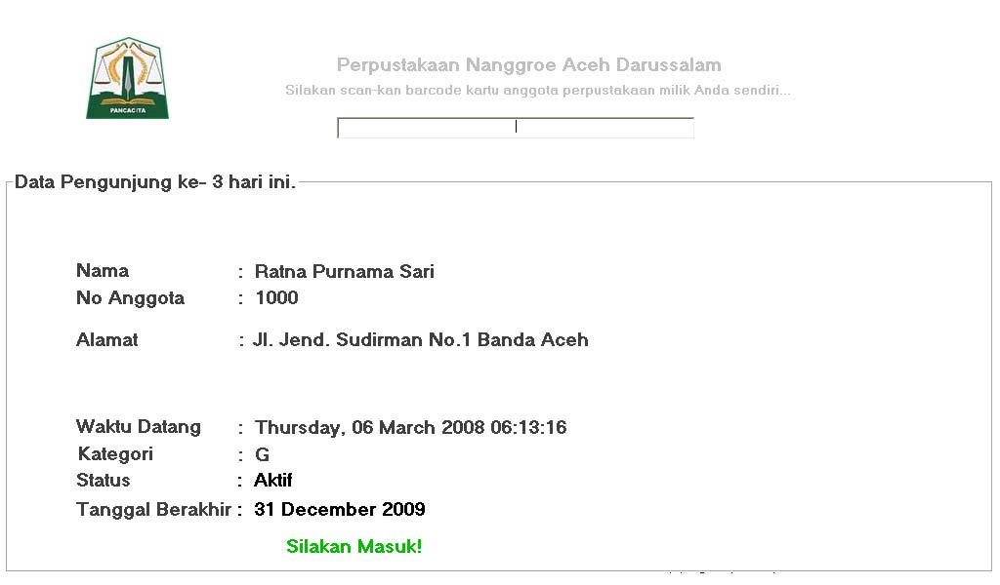 PANCACITA
Perpustakaan Nanggroe Aceh Darussalam
Silakan scan-kan barcode kartu anggota perpustakaan milik Anda sendiri...
Data Pengunjung ke- 3 hari ini.
Nama : Ratna Purnama Sari
No Anggota : 1000
Alamat : Jl. Jend. Sudirman No.1 Banda Aceh
Waktu Datang : Thursday, 06 March 2008 06:13:16
Kategori : G
Status : Aktif
Tanggal Berakhir : 31 December 2009
Silakan Masuk!